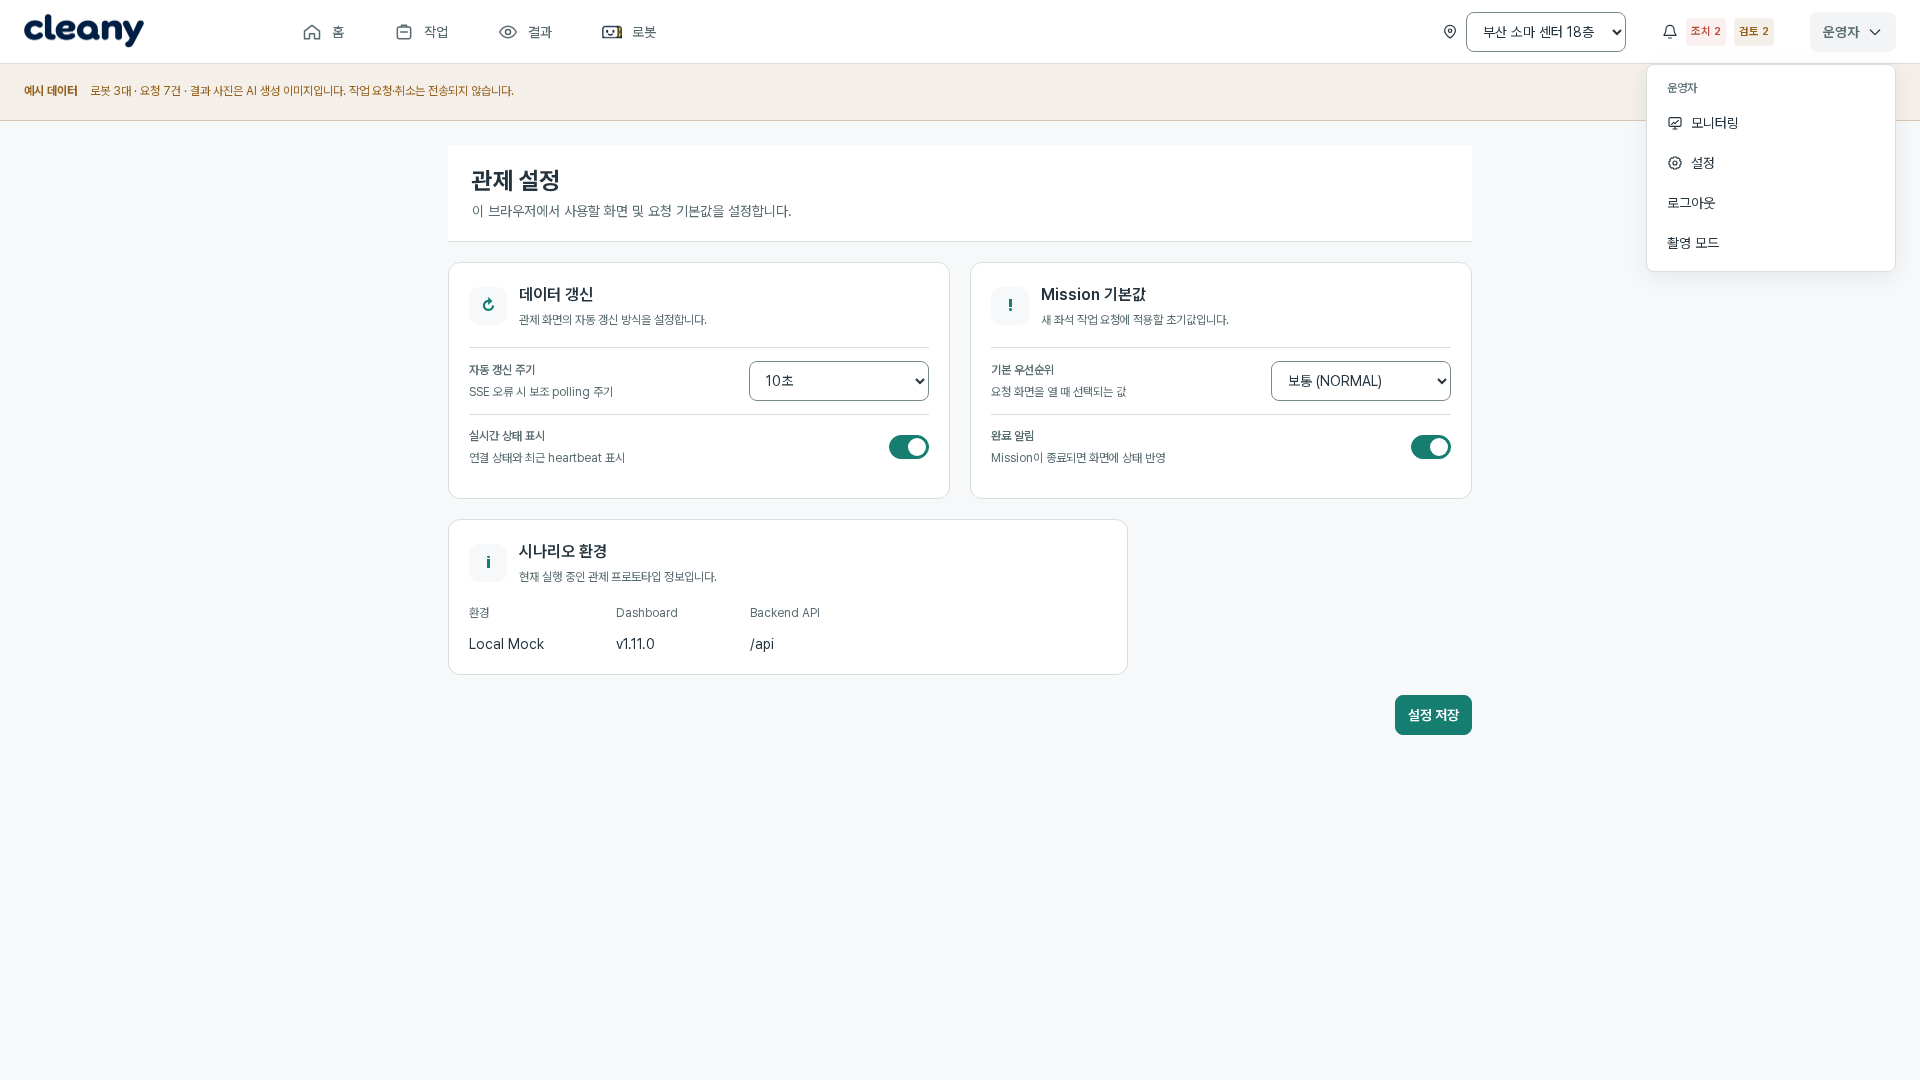 cleany
홈
작업
결과
로봇
부산 소마 센터 18층
조치 2
검토 2
운영자
예시 데이터 로봇 3대 · 요청 7건 · 결과 사진은 AI 생성 이미지입니다. 작업 요청·취소는 전송되지 않습니다.
운영자
모니터링
설정
로그아웃
촬영 모드
관제 설정
이 브라우저에서 사용할 화면 및 요청 기본값을 설정합니다.
데이터 갱신
관제 화면의 자동 갱신 방식을 설정합니다.
자동 갱신 주기
SSE 오류 시 보조 polling 주기
10초
실시간 상태 표시
연결 상태와 최근 heartbeat 표시
!
Mission 기본값
새 좌석 작업 요청에 적용할 초기값입니다.
기본 우선순위
요청 화면을 열 때 선택되는 값
보통 (NORMAL)
완료 알림
Mission이 종료되면 화면에 상태 반영
i
시나리오 환경
현재 실행 중인 관제 프로토타입 정보입니다.
환경 Dashboard Backend API
Local Mock v1.11.0 /api
설정 저장